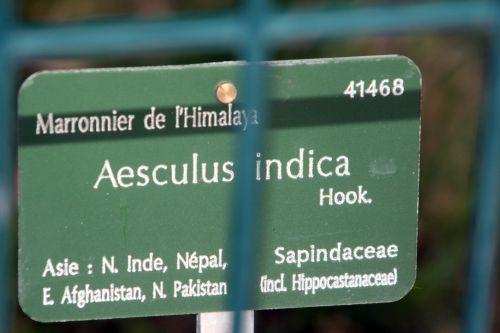 41468
Marronnier de l'Himalaya
Aesculus indica
Hook.
Asie : N. Inde, Népal,
E. Afghanistan, N. Pakistan
Sapindaceae
(incl. Hippocastanaceae)